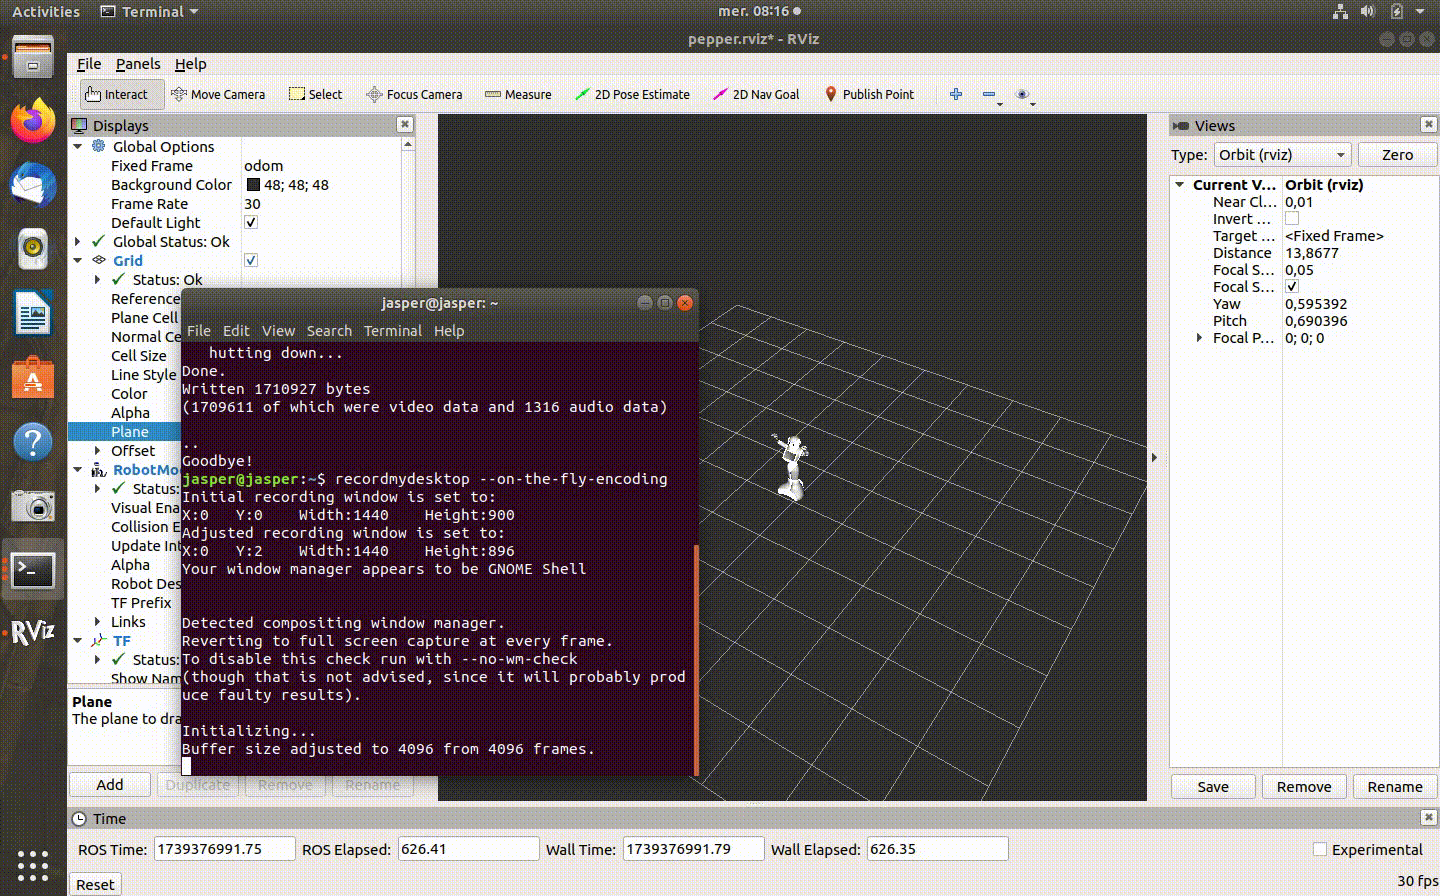 Activities Terminal mer. 08:16
pepper.rviz* - RViz
File Panels Help
Interact Move Camera Select Focus Camera Measure 2D Pose Estimate 2D Nav Goal Publish Point
Displays
Global Options
Fixed Frame odom
Background Color 48; 48; 48
Frame Rate 30
Default Light
Global Status: Ok
Grid
Status: Ok
Reference
Plane Cell
Normal Ce
Cell Size
Line Style
Color
Alpha
Plane
Offset
RobotMo
Status:
Visual Ena
Collision E
Update Int
Alpha
Robot Des
TF Prefix
Links
TF
Status:
Show Nam
Plane
The plane to dra
Add Duplicate Remove Rename
jasper@jasper: ~
File Edit View Search Terminal Help
hutting down...
Done.
Written 1710927 bytes
(1709611 of which were video data and 1316 audio data)
..
Goodbye!
jasper@jasper:~$ recordmydesktop --on-the-fly-encoding
Initial recording window is set to:
X:0 Y:0 Width:1440 Height:900
Adjusted recording window is set to:
X:0 Y:2 Width:1440 Height:896
Your window manager appears to be GNOME Shell
Detected compositing window manager.
Reverting to full screen capture at every frame.
To disable this check run with --no-wm-check
(though that is not advised, since it will probably prod
uce faulty results).
Initializing...
Buffer size adjusted to 4096 from 4096 frames.
Views
Type: Orbit (rviz) Zero
Current V... Orbit (rviz)
Near Cl... 0,01
Invert ...
Target ... <Fixed Frame>
Distance 13,8677
Focal S... 0,05
Focal S...
Yaw 0,595392
Pitch 0,690396
Focal P... 0; 0; 0
Save Remove Rename
RViz
Time
ROS Time: 1739376991.75 ROS Elapsed: 626.41 Wall Time: 1739376991.79 Wall Elapsed: 626.35 Experimental
Reset 30 fps